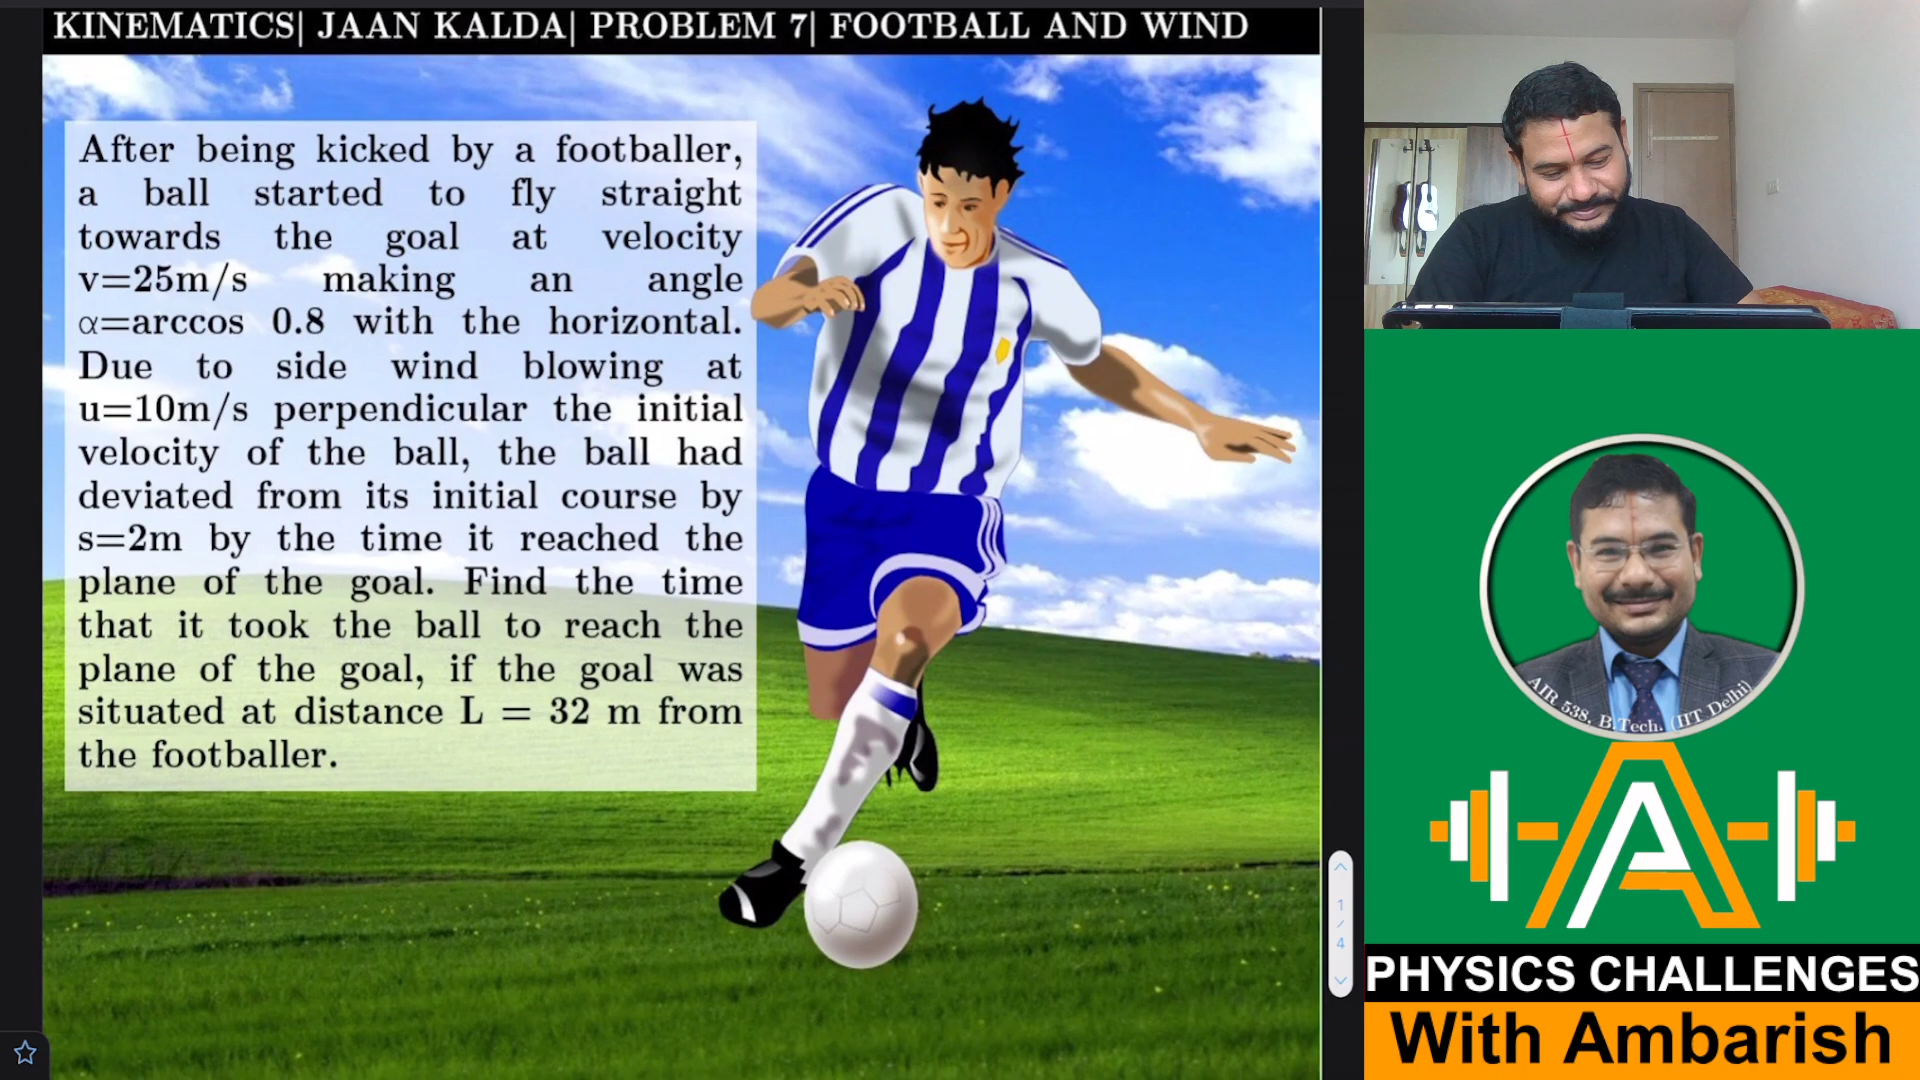 KINEMATICS| JAAN KALDA| PROBLEM 7| FOOTBALL AND WIND
After being kicked by a footballer,
a ball started to fly straight
towards the goal at velocity
v=25m/s making an angle
α=arccos 0.8 with the horizontal.
Due to side wind blowing at
u=10m/s perpendicular the initial
velocity of the ball, the ball had
deviated from its initial course by
s=2m by the time it reached the
plane of the goal. Find the time
that it took the ball to reach the
plane of the goal, if the goal was
situated at distance L = 32 m from
the footballer.
1
/
4
AIR 538, B.Tech. (IIT Delhi)
A
PHYSICS CHALLENGES
With Ambarish